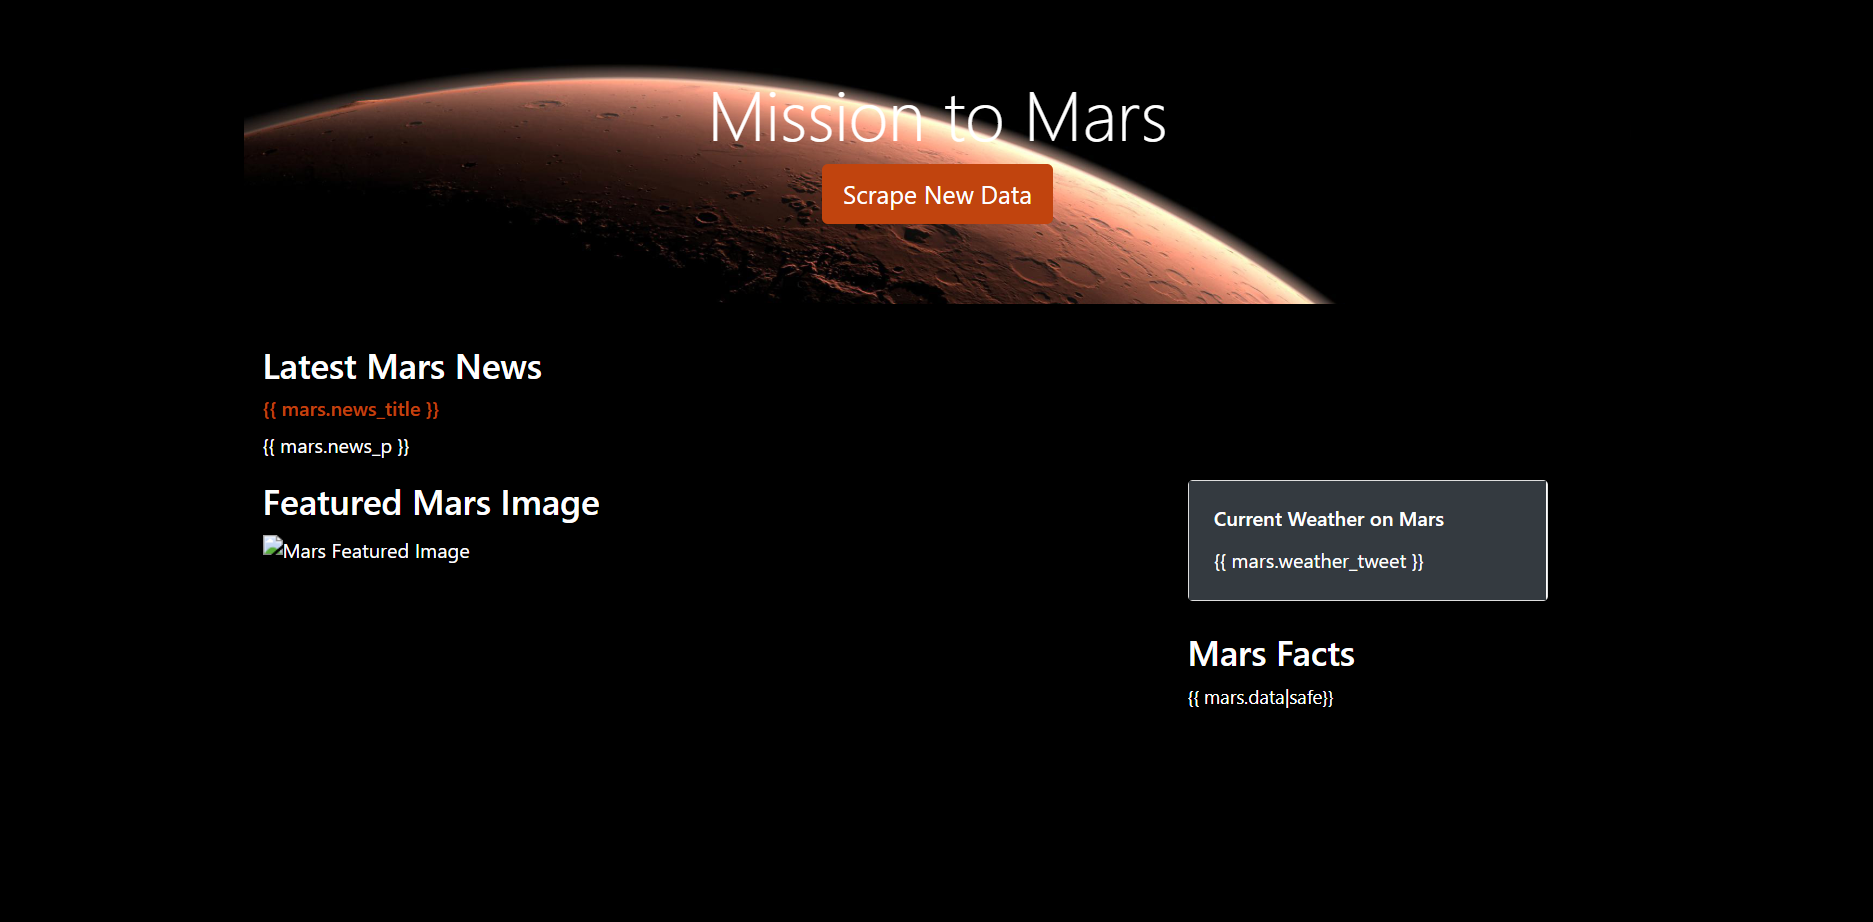 Mission to Mars
Scrape New Data
Latest Mars News
{{ mars.news_title }}
{{ mars.news_p }}
Featured Mars Image
Mars Featured Image
Current Weather on Mars
{{ mars.weather_tweet }}
Mars Facts
{{ mars.data|safe}}